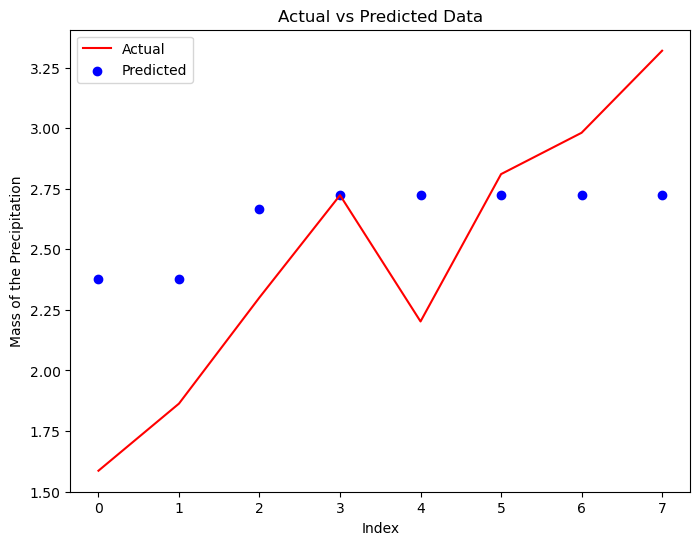 Actual vs Predicted Data
Actual
Predicted
Mass of the Precipitation
3.25
3.00
2.75
2.50
2.25
2.00
1.75
1.50
0 1 2 3 4 5 6 7
Index